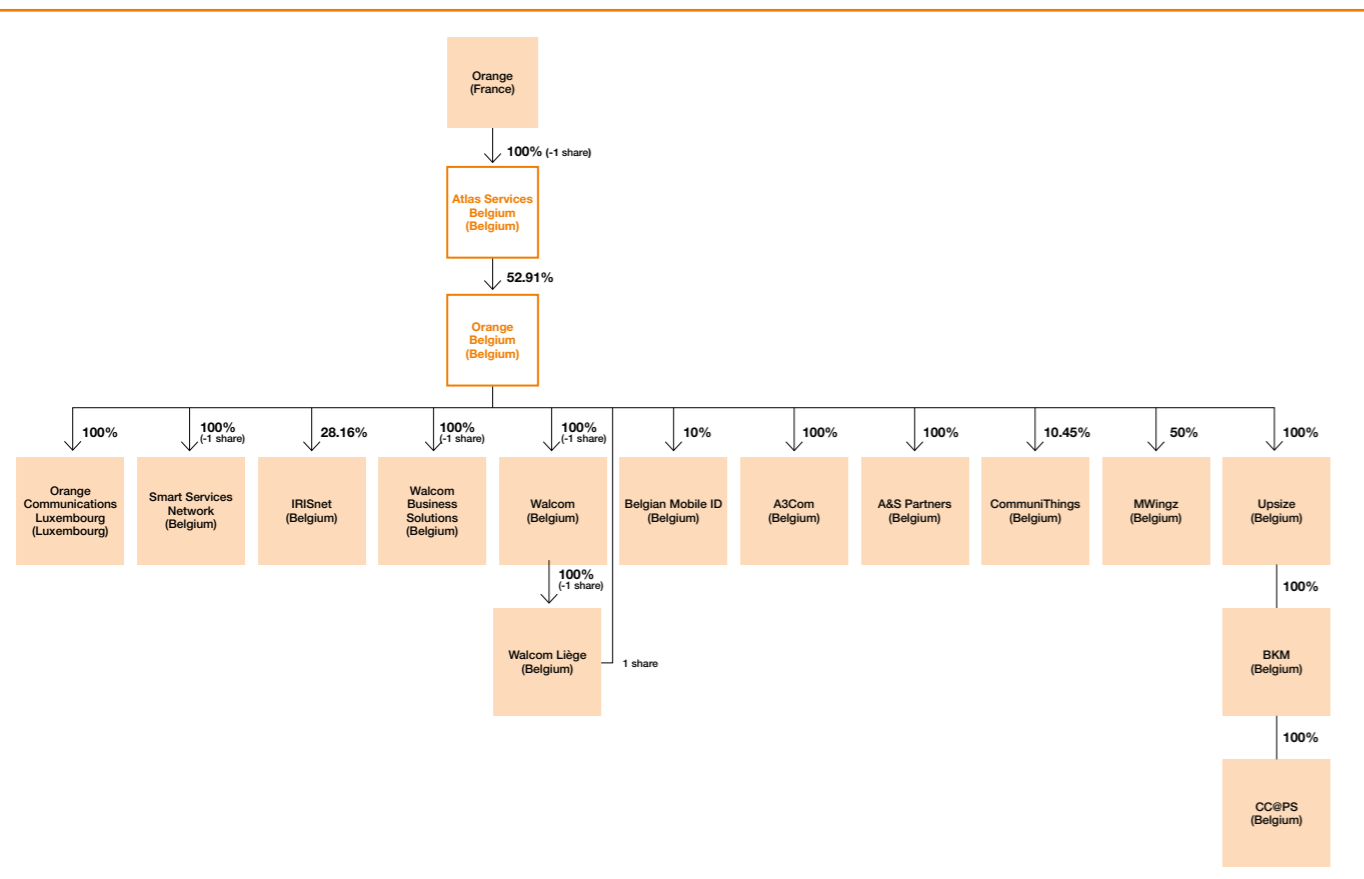 Orange
(France)
100% (-1 share)
Atlas Services
Belgium
(Belgium)
52.91%
Orange
Belgium
(Belgium)
100%
100%
(-1 share)
28.16%
100%
(-1 share)
100%
(-1 share)
10%
100%
100%
10.45%
50%
100%
Orange
Communications
Luxembourg
(Luxembourg)
Smart Services
Network
(Belgium)
IRISnet
(Belgium)
Walcom
Business
Solutions
(Belgium)
Walcom
(Belgium)
Belgian Mobile ID
(Belgium)
A3Com
(Belgium)
A&S Partners
(Belgium)
CommuniThings
(Belgium)
MWingz
(Belgium)
Upsize
(Belgium)
100%
(-1 share)
100%
Walcom Liège
(Belgium)
1 share
BKM
(Belgium)
100%
CC@PS
(Belgium)